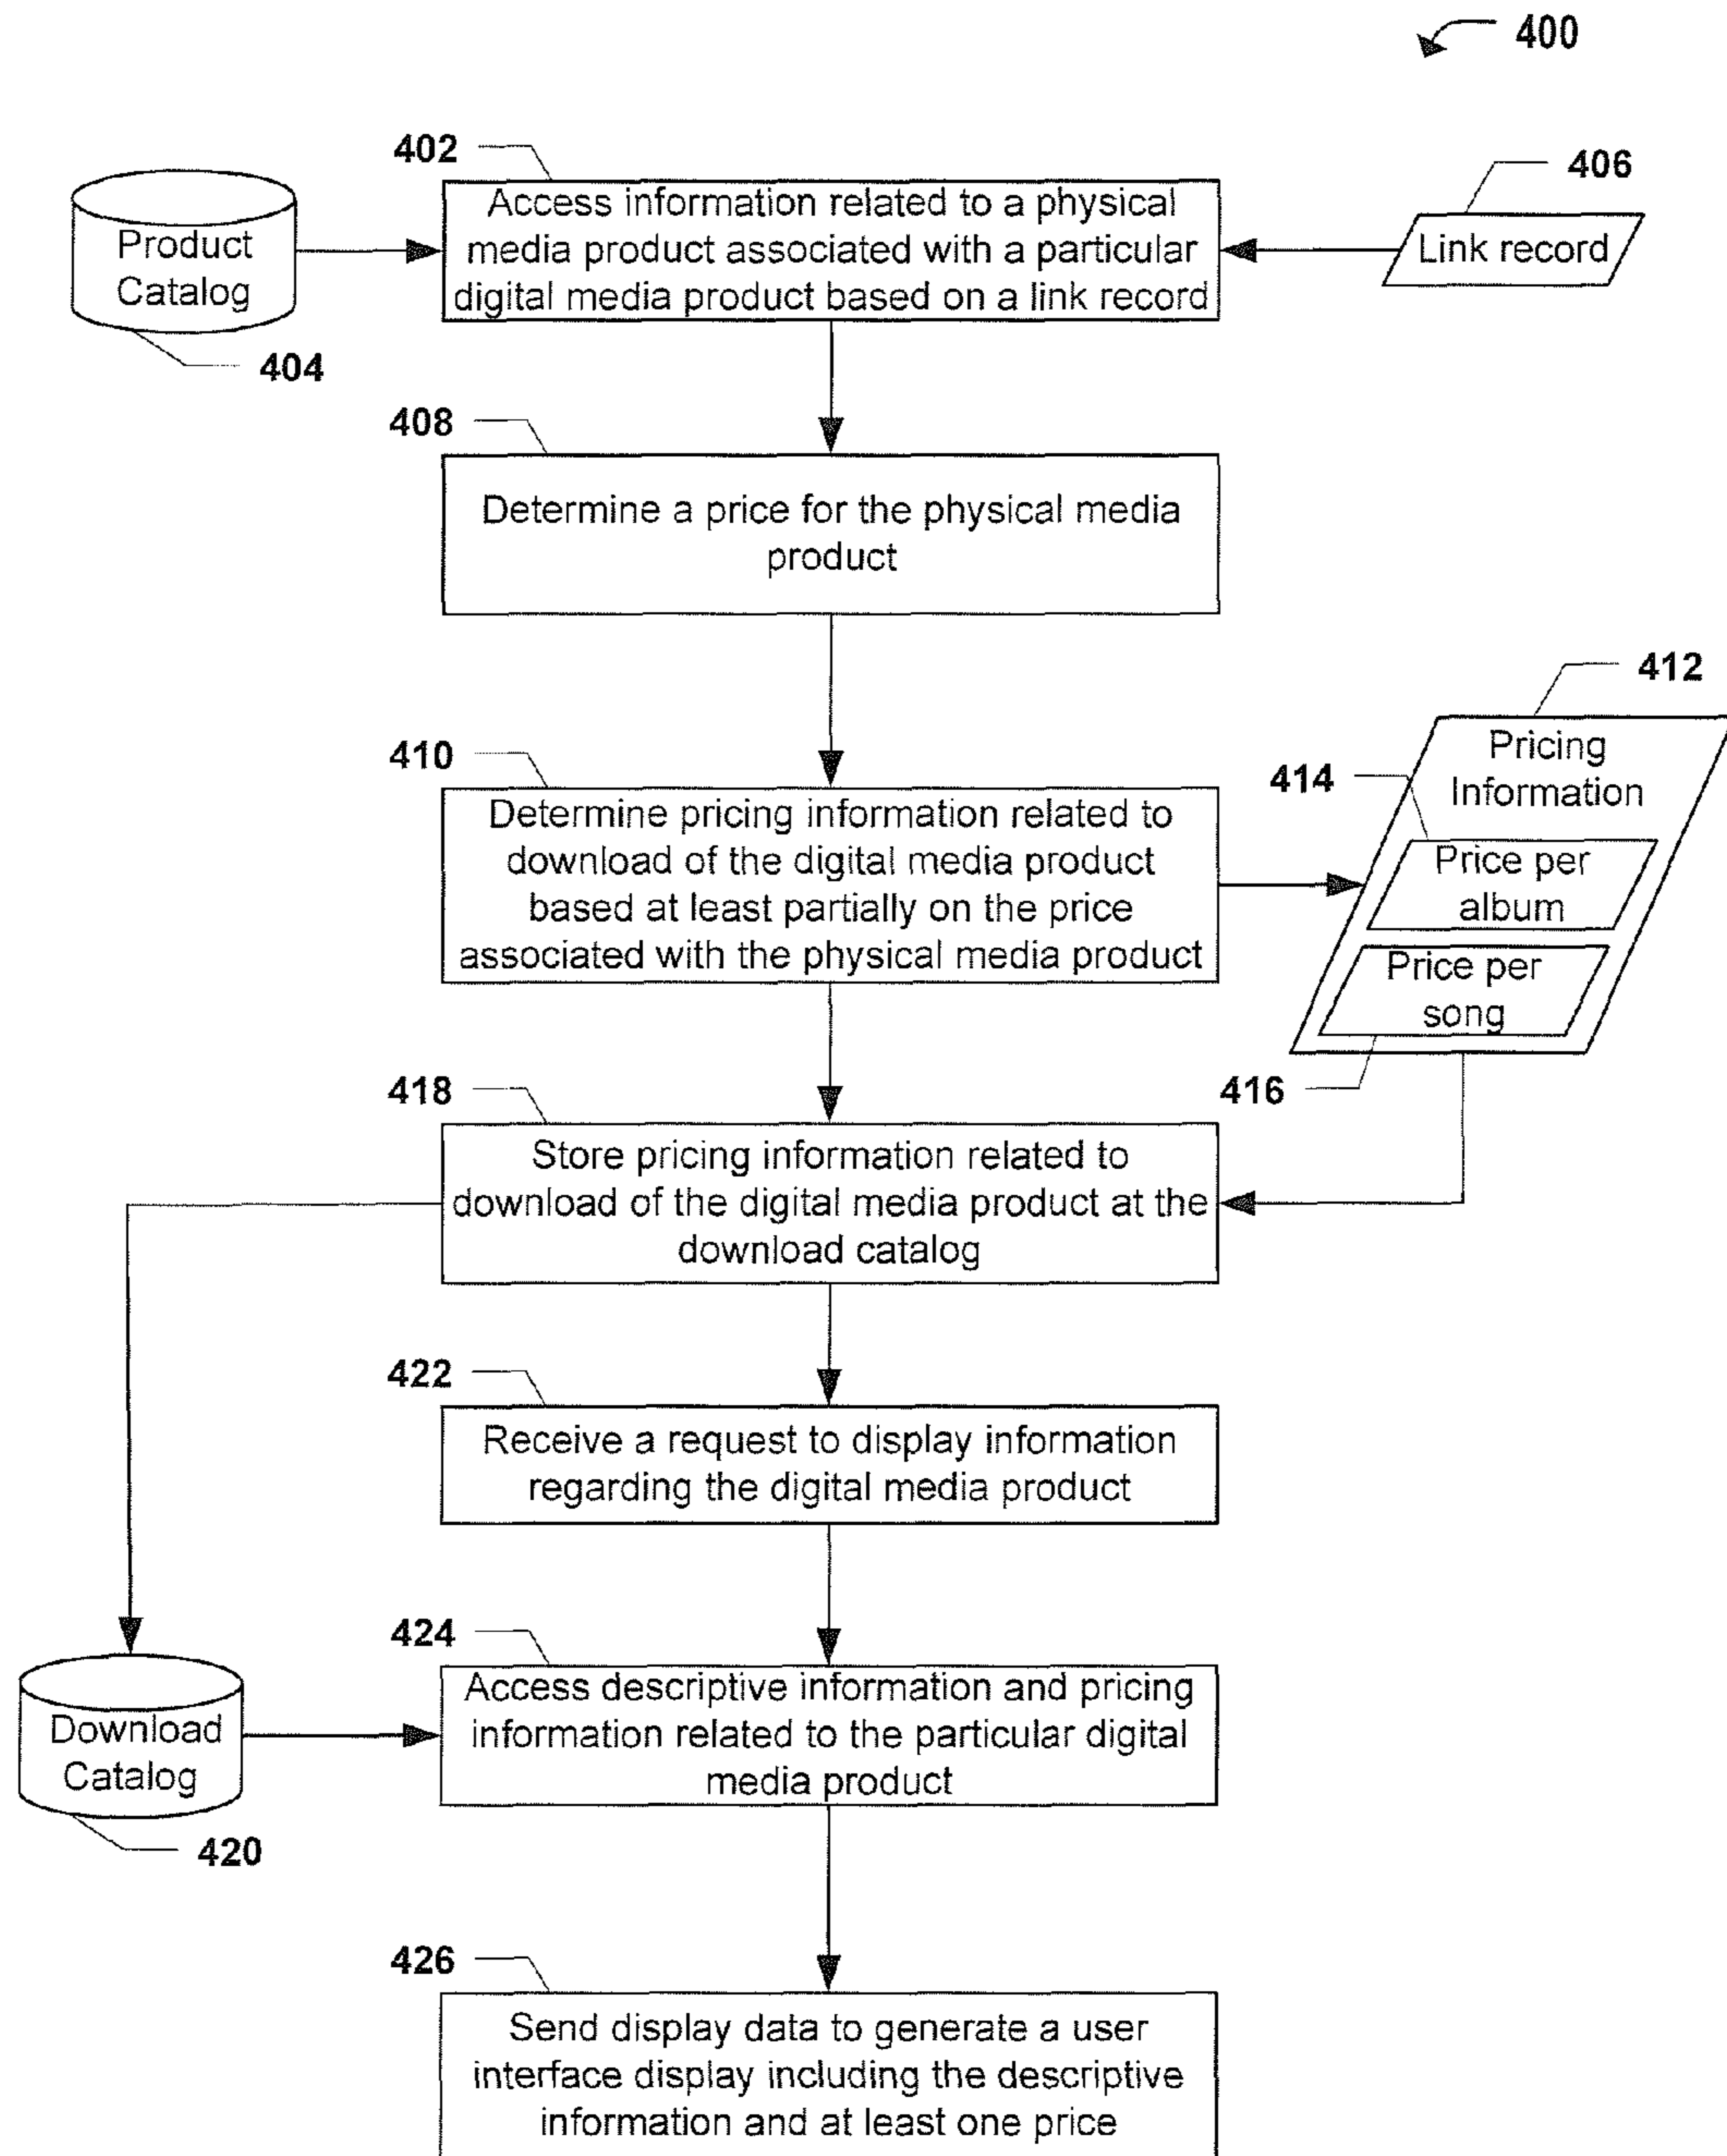 400
402
Access information related to a physical
media product associated with a particular
digital media product based on a link record
Product
Catalog
404
406
Link record
408
Determine a price for the physical media
product
410
Determine pricing information related to
download of the digital media product
based at least partially on the price
associated with the physical media product
412
Pricing
Information
414
Price per
album
Price per
song
416
418
Store pricing information related to
download of the digital media product at the
download catalog
422
Receive a request to display information
regarding the digital media product
424
Access descriptive information and pricing
information related to the particular digital
media product
Download
Catalog
420
426
Send display data to generate a user
interface display including the descriptive
information and at least one price